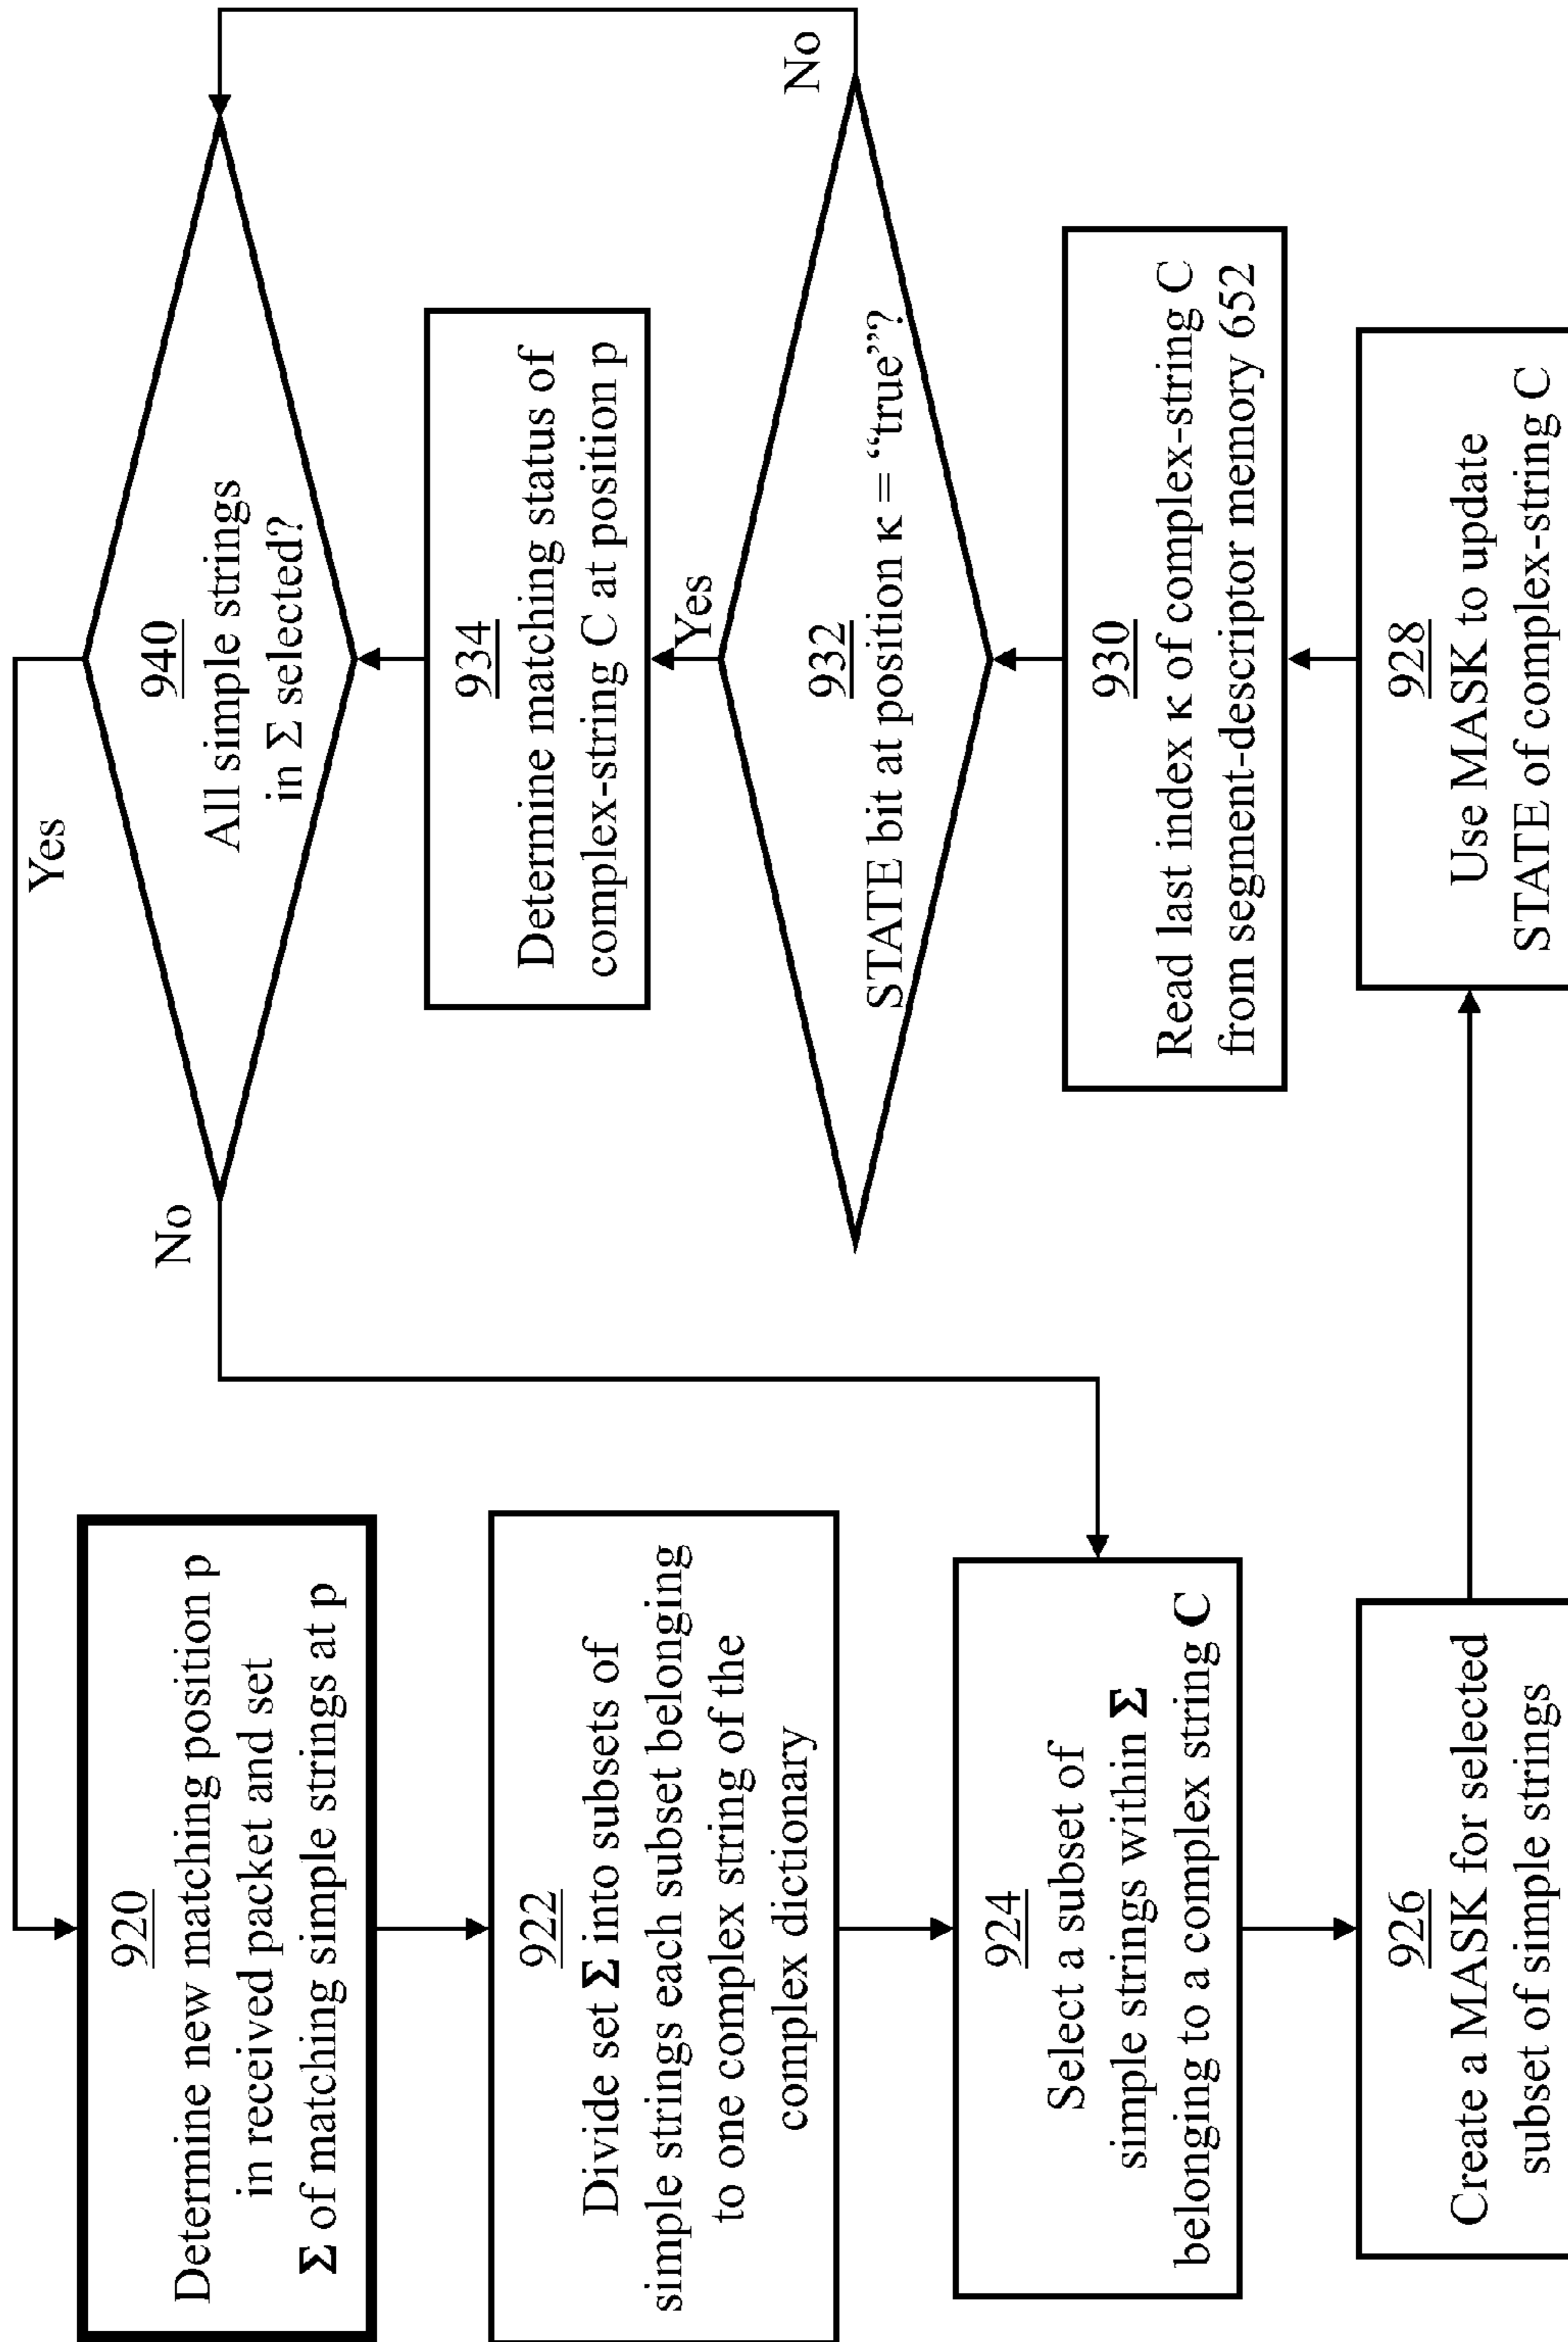 920
Determine new matching position p
in received packet and set
Σ of matching simple strings at p
922
Divide set Σ into subsets of
simple strings each subset belonging
to one complex string of the
complex dictionary
924
Select a subset of
simple strings within Σ
belonging to a complex string C
926
Create a MASK for selected
subset of simple strings
928
Use MASK to update
STATE of complex-string C
930
Read last index κ of complex-string C
from segment-descriptor memory 652
932
STATE bit at position κ = “true”?
Yes
No
934
Determine matching status of
complex-string C at position p
940
All simple strings
in Σ selected?
Yes
No